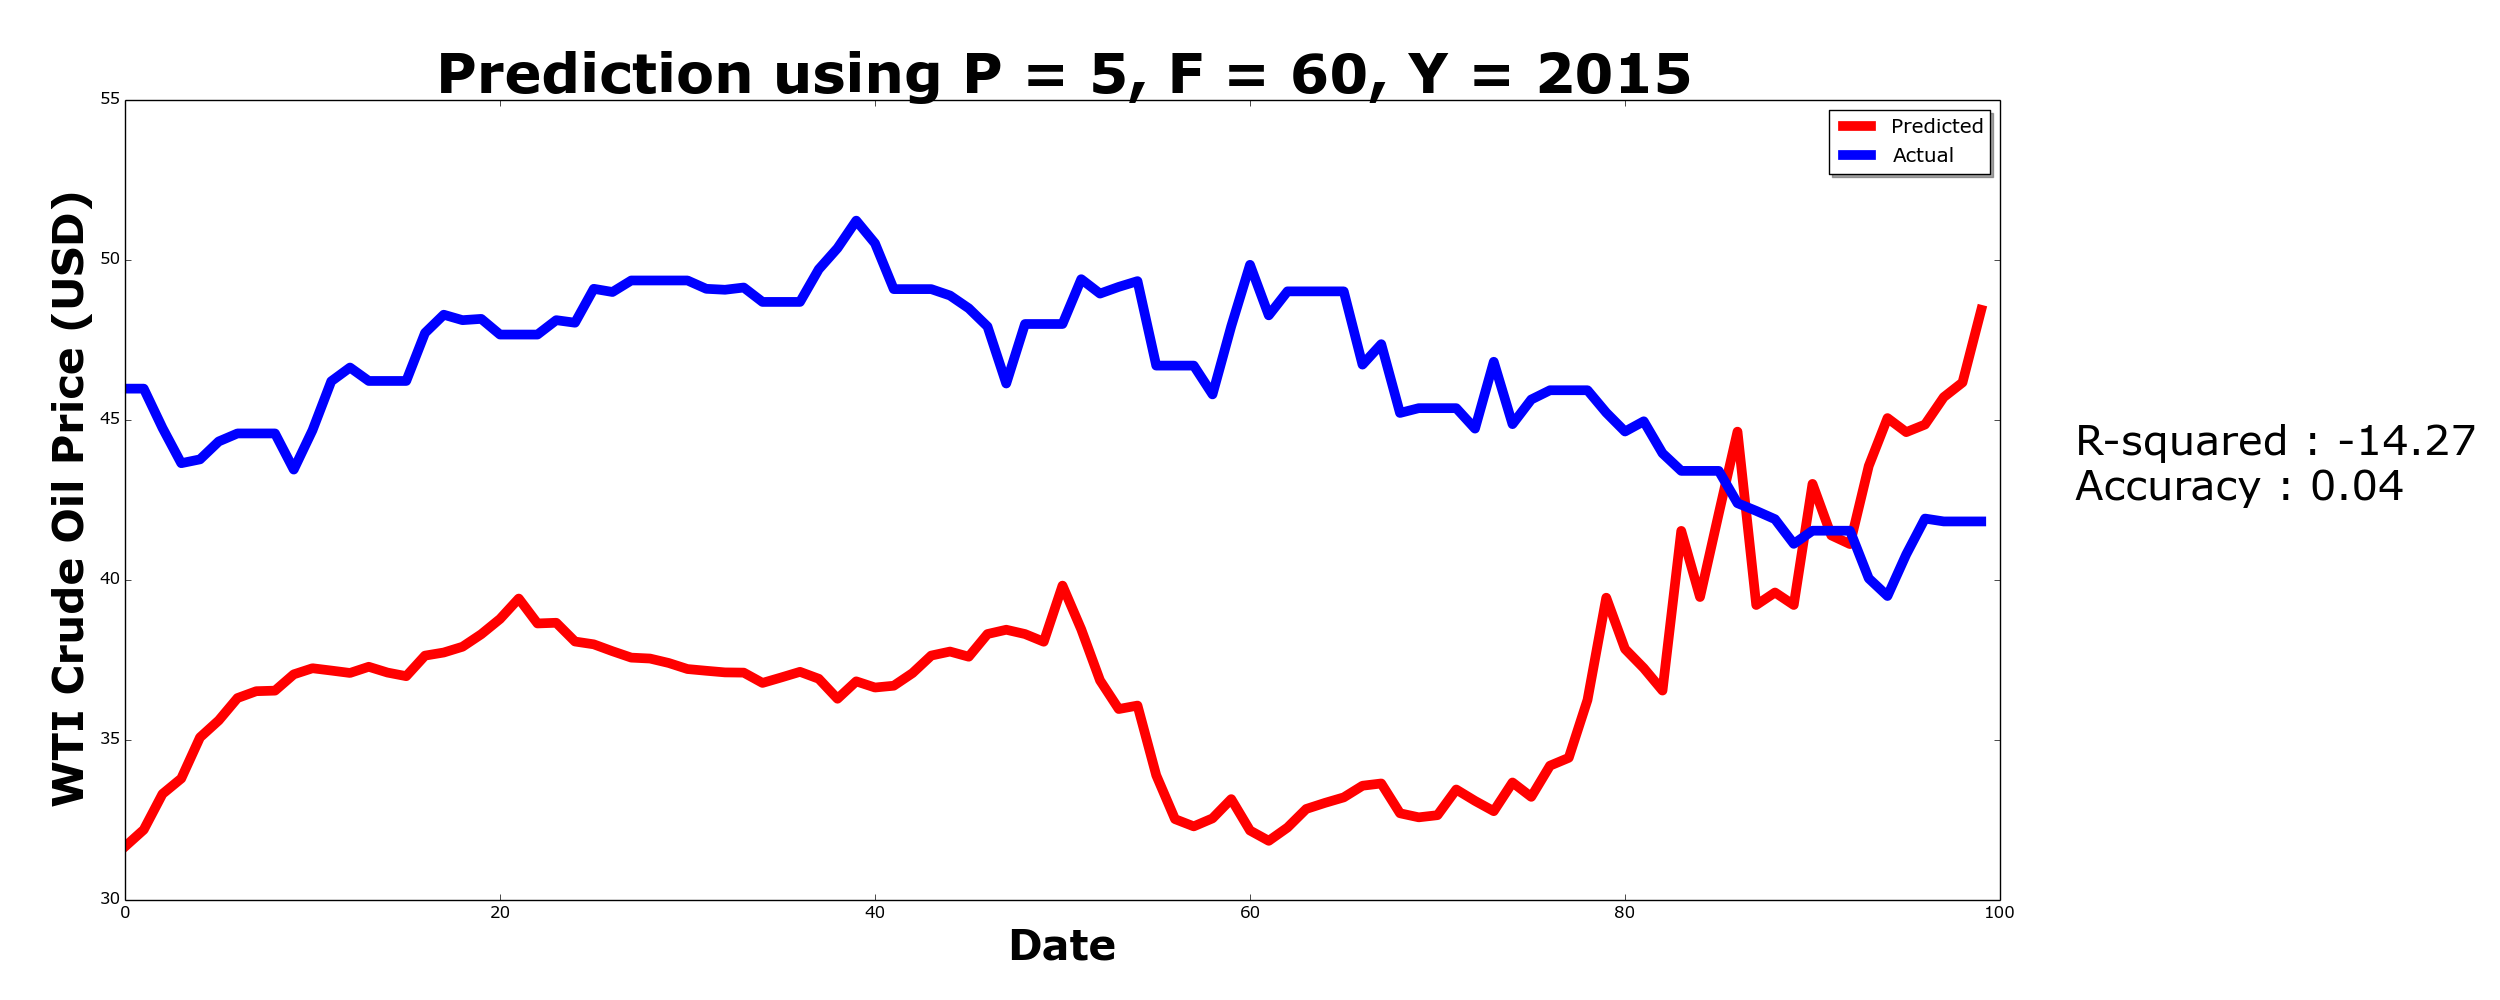 Prediction using P = 5, F = 60, Y = 2015
55
50
45
40
35
30
WTI Crude Oil Price (USD)
Predicted
Actual
R-squared : -14.27
Accuracy : 0.04
0 20 40 60 80 100
Date